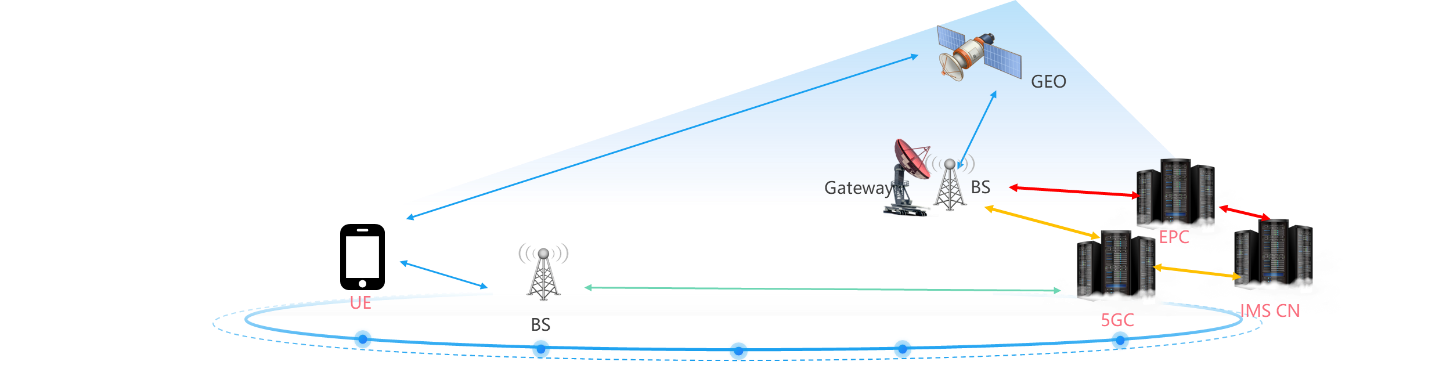 GEO
Gateway
BS
EPC
UE
IMS CN
5GC
BS